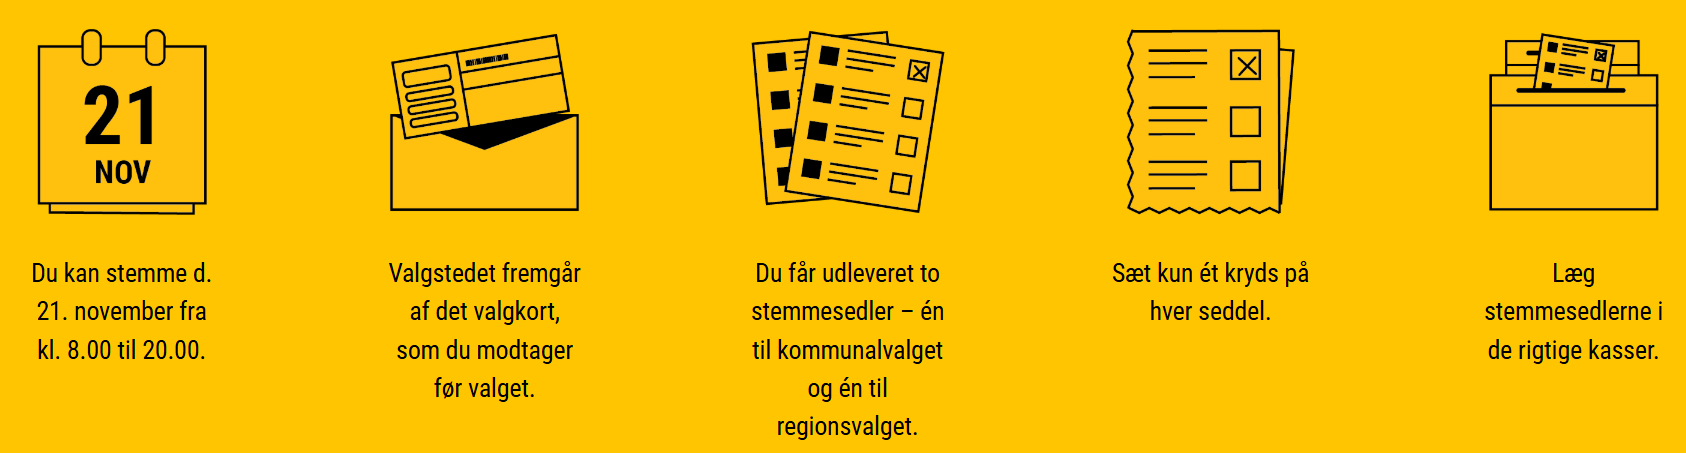 21
NOV
Du kan stemme d.
21. november fra
kl. 8.00 til 20.00.
Valgstedet fremgår
af det valgkort,
som du modtager
før valget.
Du får udleveret to
stemmesedler – én
til kommunalvalget
og én til
regionsvalget.
Sæt kun ét kryds på
hver seddel.
Læg
stemmesedlerne i
de rigtige kasser.